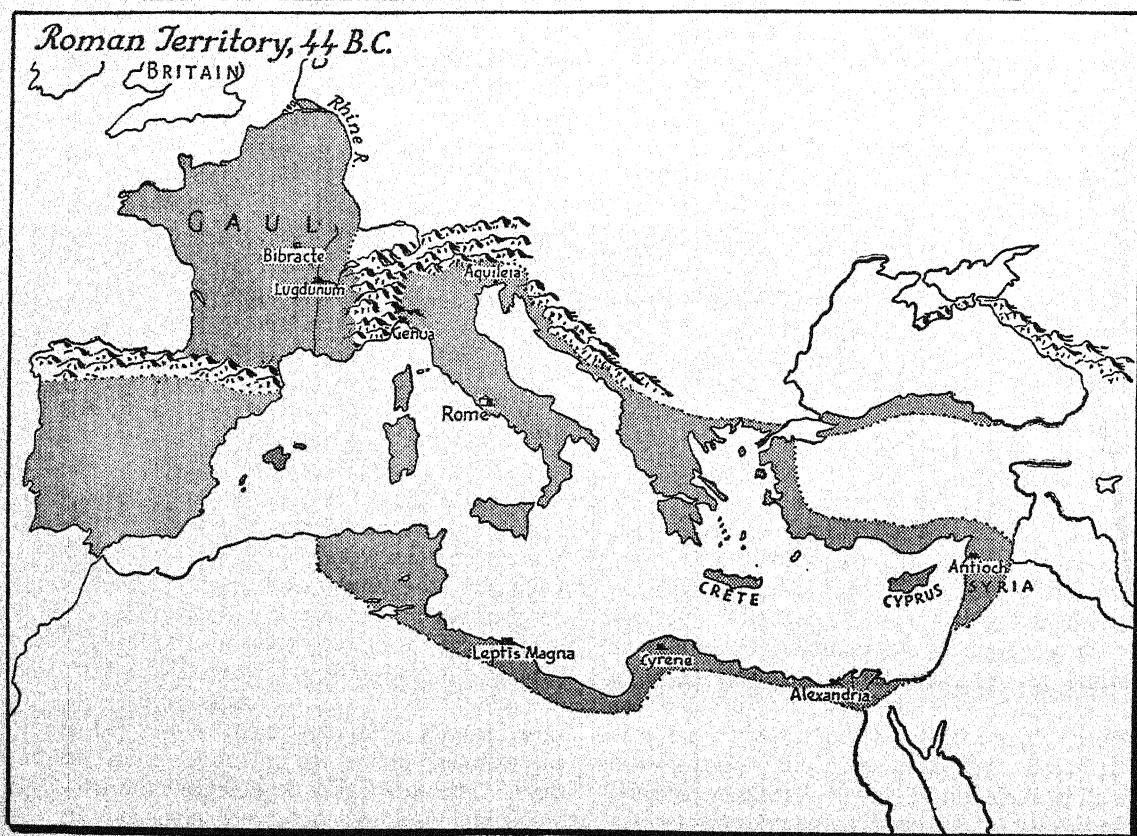 Roman Territory, 44 B.C.
BRITAIN
Rhine R.
GAUL
Bibracte
Lugdunum
Aquileia
Genua
Rome
Antioch
SYRIA
CRETE
CYPRUS
Leptis Magna
Cyrene
Alexandria